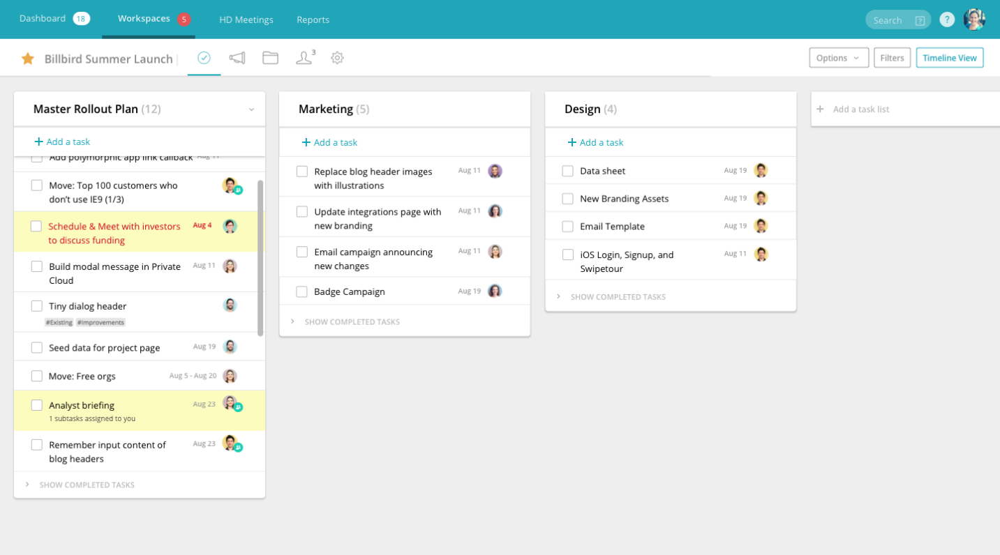 Dashboard 18 Workspaces 5 HD Meetings Reports Search ? ?
Billbird Summer Launch 3 Options Filters Timeline View
Master Rollout Plan (12)
+ Add a task
Add polymorphic app link callback Aug 11
Move: Top 100 customers who
don't use IE9 (1/3)
Schedule & Meet with investors Aug 4
to discuss funding
Build modal message in Private Aug 11
Cloud
Tiny dialog header
#Existing #Improvements
Seed data for project page Aug 19
Move: Free orgs Aug 5 - Aug 20
Analyst briefing Aug 23
1 subtasks assigned to you
Remember input content of Aug 23
blog headers
SHOW COMPLETED TASKS
Marketing (5)
+ Add a task
Replace blog header images Aug 11
with illustrations
Update integrations page with Aug 11
new branding
Email campaign announcing Aug 11
new changes
Badge Campaign Aug 19
SHOW COMPLETED TASKS
Design (4)
+ Add a task
Data sheet Aug 19
New Branding Assets Aug 19
Email Template Aug 19
iOS Login, Signup, and Aug 11
Swipetour
SHOW COMPLETED TASKS
+ Add a task list